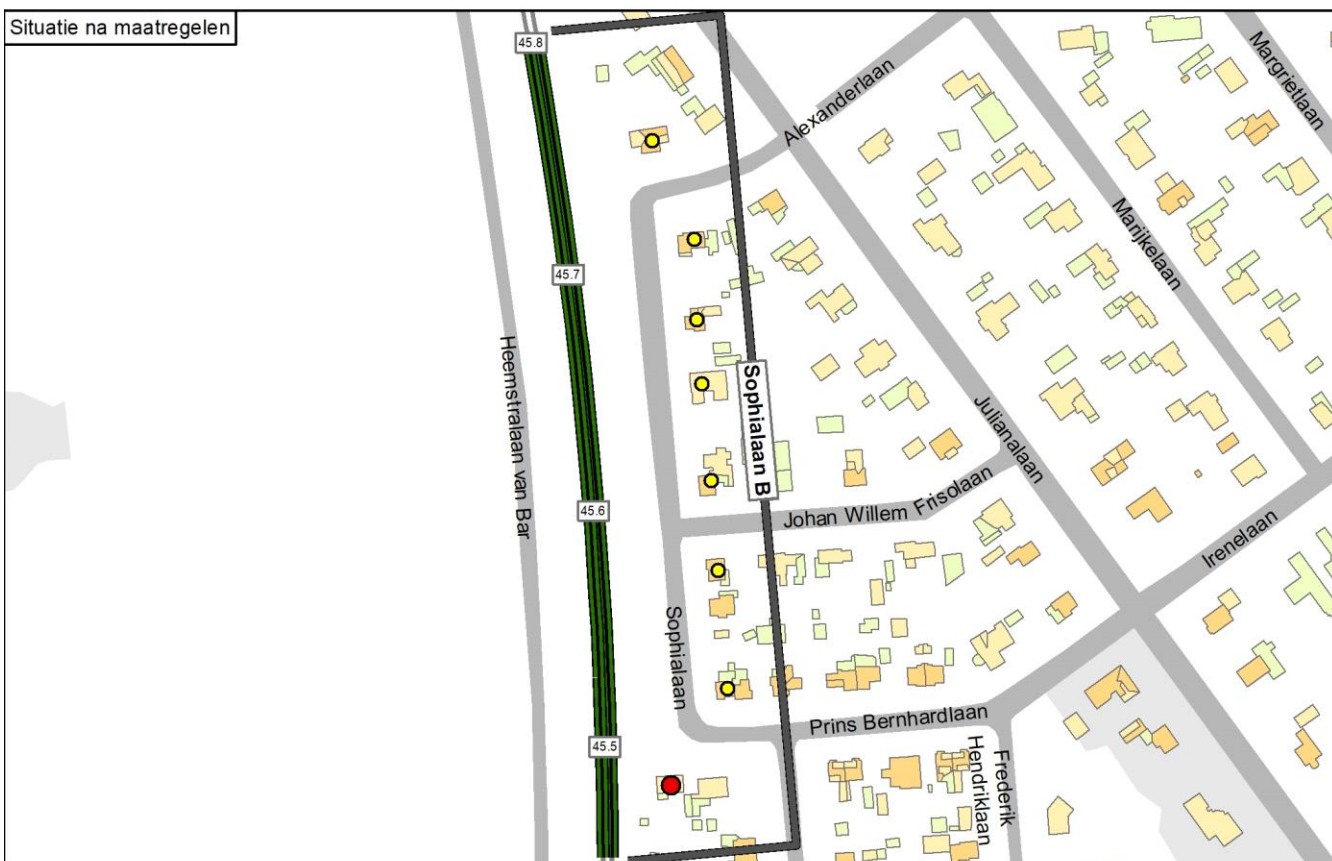 Situatie na maatregelen
45.8
Margrietlaan
Alexanderlaan
Marijkelaan
45.7
Heemstralaan van Bar
Sophialaan B
Julianalaan
45.6
Johan Willem Frisolaan
Irenelaan
Sophialaan
Prins Bernhardlaan
45.5
Frederik
Hendriklaan